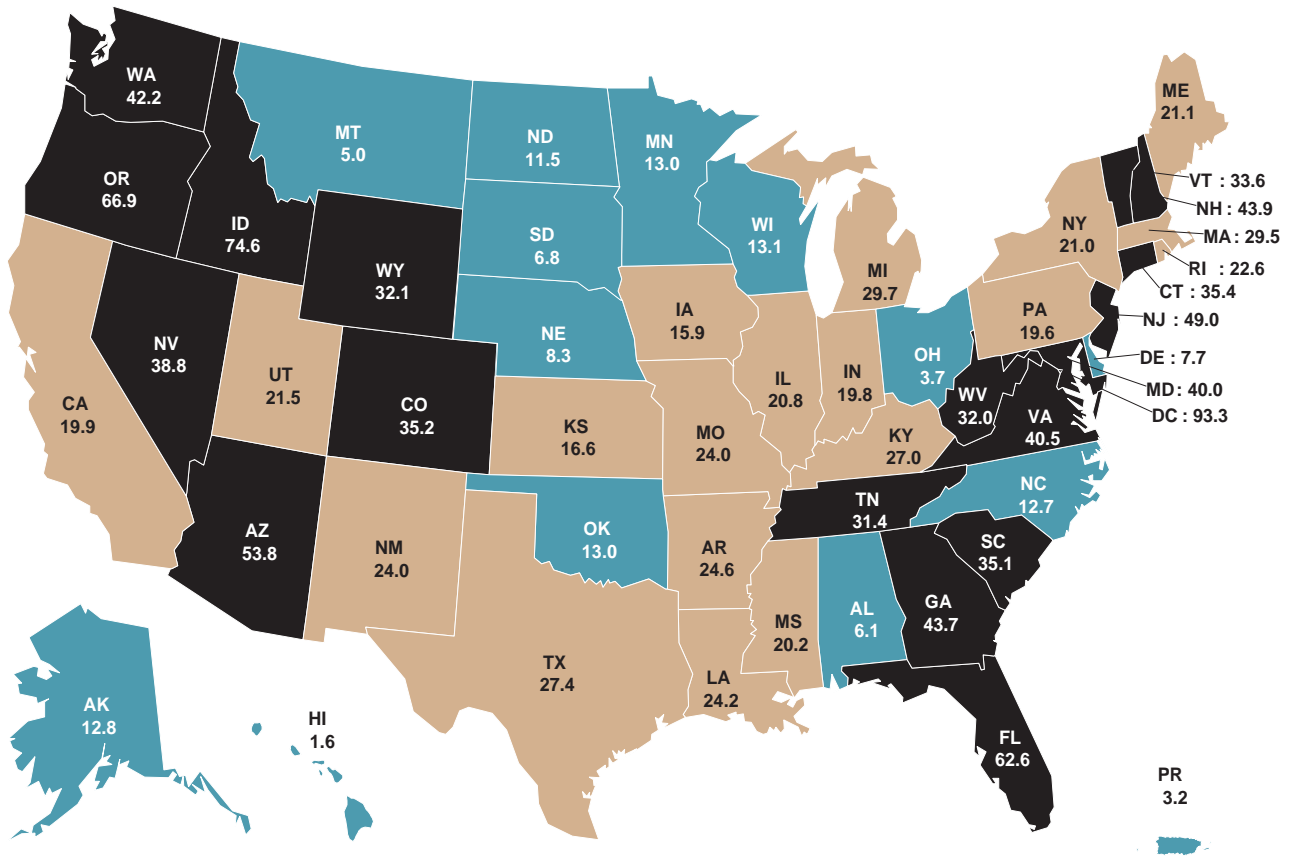 WA
42.2
OR
66.9
ID
74.6
MT
5.0
ND
11.5
MN
13.0
WI
13.1
SD
6.8
WY
32.1
NE
8.3
NV
38.8
UT
21.5
CO
35.2
CA
19.9
AZ
53.8
NM
24.0
KS
16.6
OK
13.0
TX
27.4
IA
15.9
MO
24.0
AR
24.6
LA
24.2
MI
29.7
IL
20.8
IN
19.8
OH
3.7
KY
27.0
TN
31.4
MS
20.2
AL
6.1
GA
43.7
FL
62.6
SC
35.1
NC
12.7
VA
40.5
WV
32.0
PA
19.6
NY
21.0
ME
21.1
VT : 33.6
NH : 43.9
MA : 29.5
RI : 22.6
CT : 35.4
NJ : 49.0
DE : 7.7
MD: 40.0
DC : 93.3
AK
12.8
HI
1.6
PR
3.2